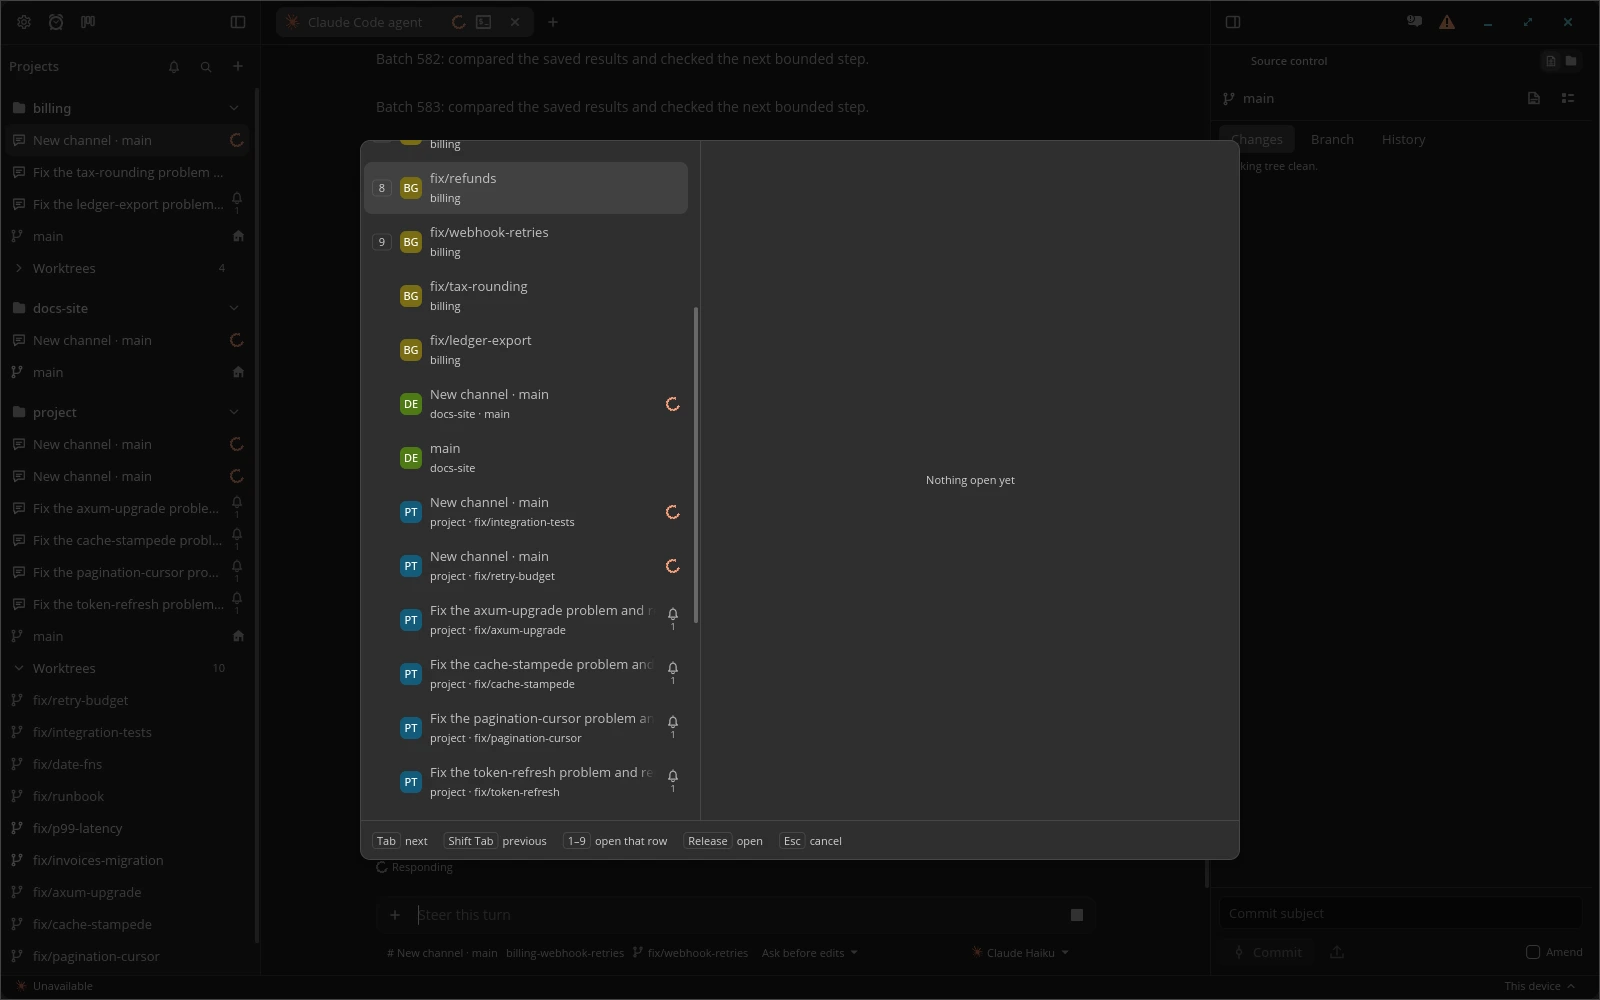 Claude Code agent
Projects
billing
New channel · main
Fix the tax-rounding problem ...
Fix the ledger-export problem...
1
main
Worktrees
4
docs-site
New channel · main
main
project
New channel · main
New channel · main
Fix the axum-upgrade proble...
1
Fix the cache-stampede probl...
1
Fix the pagination-cursor pro...
1
Fix the token-refresh problem...
1
main
Worktrees
10
fix/retry-budget
fix/integration-tests
fix/date-fns
fix/runbook
fix/p99-latency
fix/invoices-migration
fix/axum-upgrade
fix/cache-stampede
fix/pagination-cursor
Unavailable
Batch 582: compared the saved results and checked the next bounded step.
Batch 583: compared the saved results and checked the next bounded step.
billing
8
BG
fix/refunds
billing
9
BG
fix/webhook-retries
billing
BG
fix/tax-rounding
billing
BG
fix/ledger-export
billing
DE
New channel · main
docs-site · main
DE
main
docs-site
PT
New channel · main
project · fix/integration-tests
PT
New channel · main
project · fix/retry-budget
PT
Fix the axum-upgrade problem and r
project · fix/axum-upgrade
1
PT
Fix the cache-stampede problem and
project · fix/cache-stampede
1
PT
Fix the pagination-cursor problem an
project · fix/pagination-cursor
1
PT
Fix the token-refresh problem and re
project · fix/token-refresh
1
Nothing open yet
Tab next Shift Tab previous 1–9 open that row Release open Esc cancel
Responding
Steer this turn
# New channel · main billing-webhook-retries fix/webhook-retries Ask before edits Claude Haiku
Source control
main
Changes Branch History
king tree clean.
Commit subject
Commit
Amend
This device